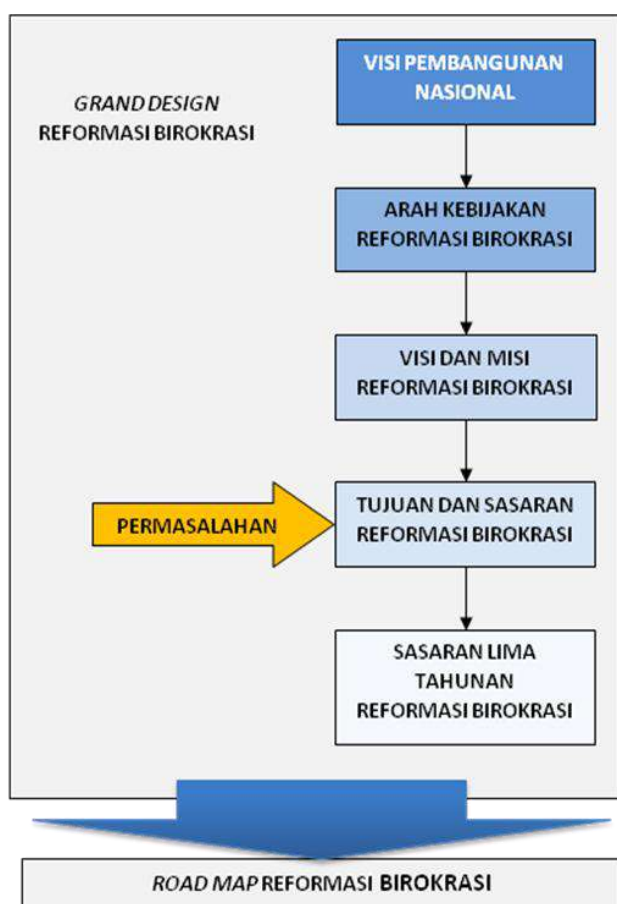 GRAND DESIGN
REFORMASI BIROKRASI
VISI PEMBANGUNAN
NASIONAL
ARAH KEBIJAKAN
REFORMASI BIROKRASI
VISI DAN MISI
REFORMASI BIROKRASI
PERMASALAHAN
TUJUAN DAN SASARAN
REFORMASI BIROKRASI
SASARAN LIMA
TAHUNAN
REFORMASI BIROKRASI
ROAD MAP REFORMASI BIROKRASI